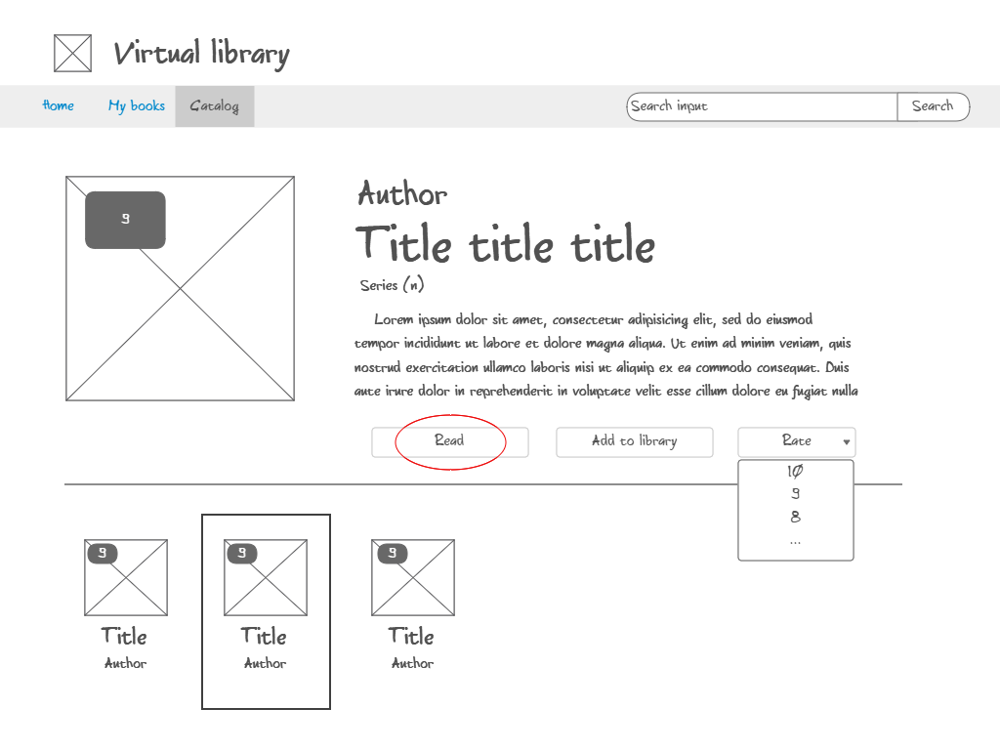 Virtual library
Home My books Catalog Search input Search
9
Author
Title title title
Series (n)
Lorem ipsum dolor sit amet, consectetur adipisicing elit, sed do eiusmod
tempor incididunt ut labore et dolore magna aliqua. Ut enim ad minim veniam, quis
nostrud exercitation ullamco laboris nisi ut aliquip ex ea commodo consequat. Duis
aute irure dolor in reprehenderit in voluptate velit esse cillum dolore eu fugiat nulla
Read Add to library Rate
10
9
8
...
9 9 9
Title Title Title
Author Author Author